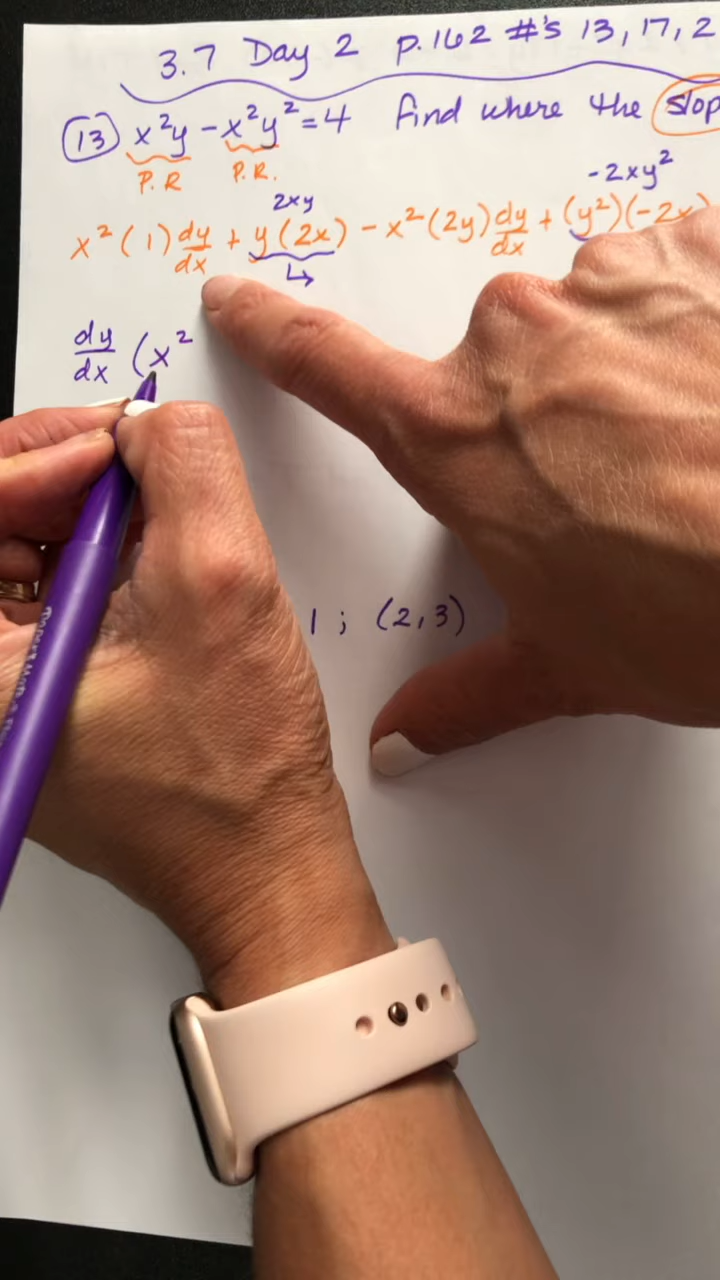 3.7 Day 2 p.162 #'s 13, 17, 2
(13) x²y - x²y² = 4 find where the slop
P.R P.R.
2xy -2xy²
x²(1)dy/dx + y(2x) - x²(2y)dy/dx + (y²)(-2x)
dy/dx (x²
1 ; (2,3)